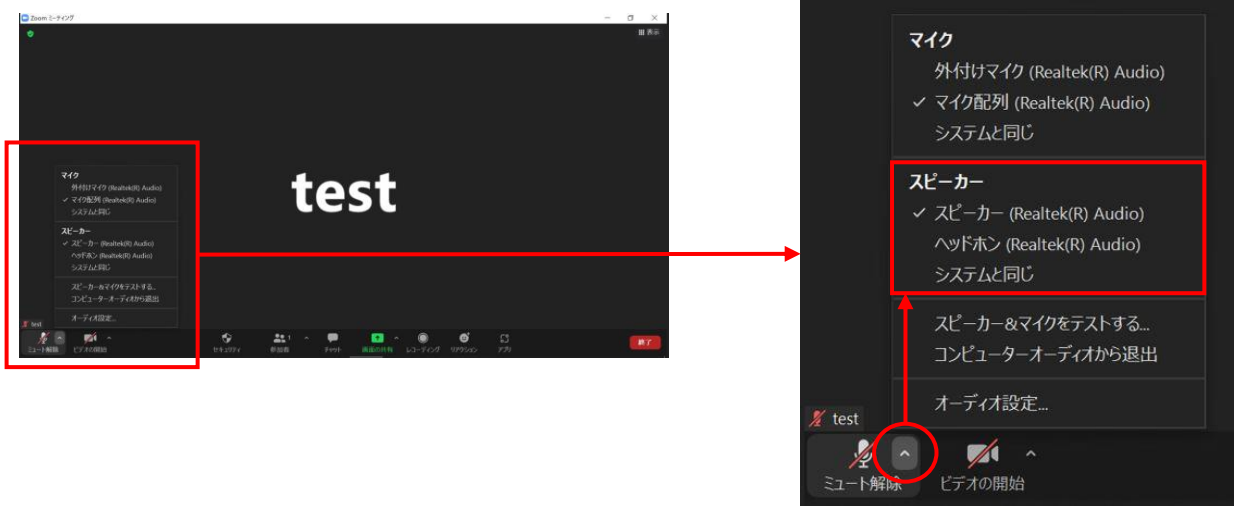 Zoom ミーティング
表示
test
マイク
外付けマイク (Realtek(R) Audio)
✓ マイク配列 (Realtek(R) Audio)
システムと同じ
スピーカー
✓ スピーカー (Realtek(R) Audio)
ヘッドホン (Realtek(R) Audio)
システムと同じ
スピーカー&マイクをテストする...
コンピューターオーディオから退出
オーディオ設定...
test
ミュート解除
ビデオの開始
セキュリティ
参加者
1
チャット
画面の共有
レコーディング
リアクション
アプリ
終了
マイク
外付けマイク (Realtek(R) Audio)
✓ マイク配列 (Realtek(R) Audio)
システムと同じ
スピーカー
✓ スピーカー (Realtek(R) Audio)
ヘッドホン (Realtek(R) Audio)
システムと同じ
スピーカー&マイクをテストする...
コンピューターオーディオから退出
オーディオ設定...
test
ミュート解除
ビデオの開始